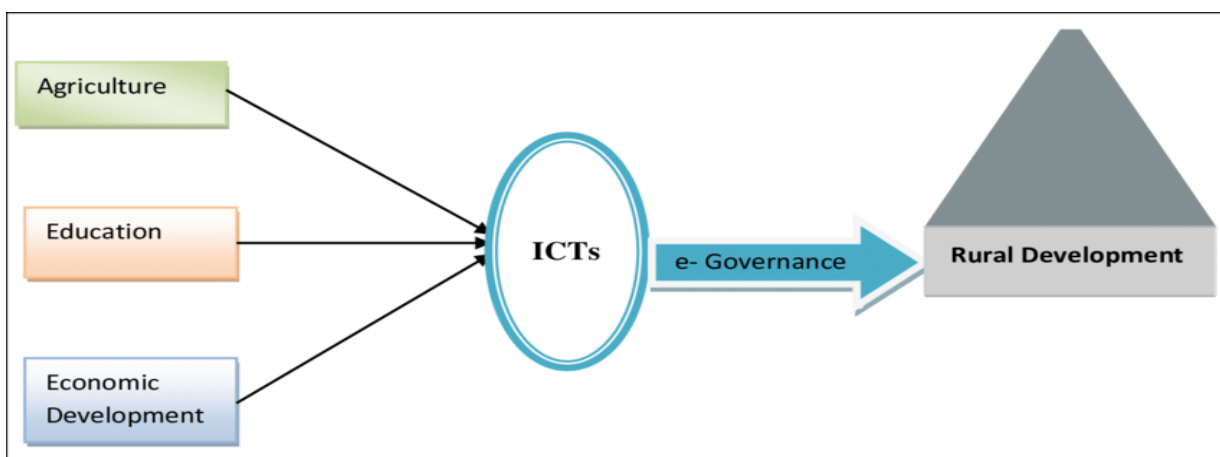 Agriculture
Education
Economic
Development
ICTs
e- Governance
Rural Development